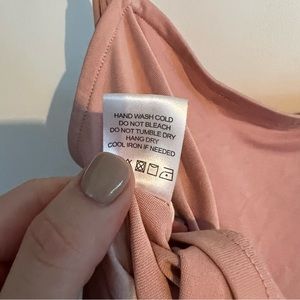 HAND WASH COLD
DO NOT BLEACH
DO NOT TUMBLE DRY
HANG DRY
COOL IRON IF NEEDED